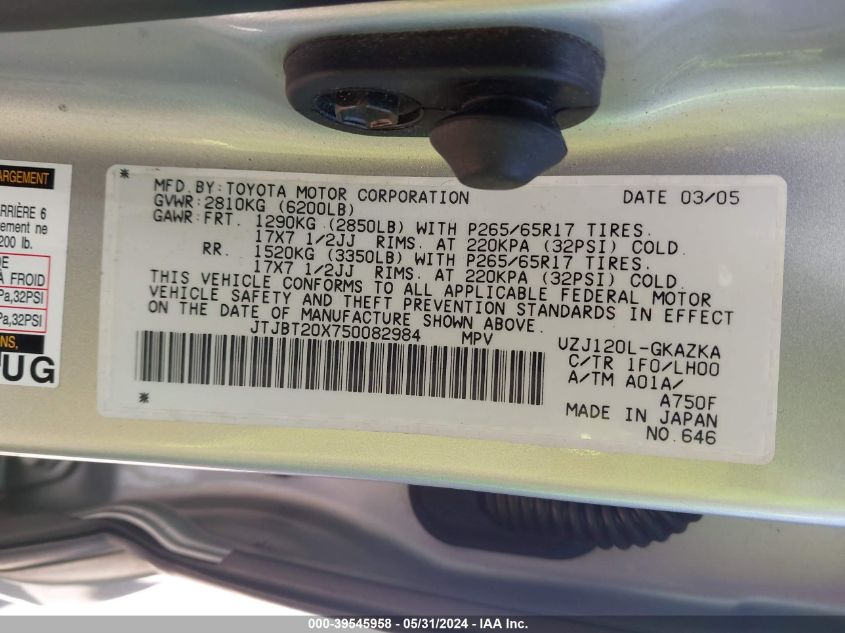 ARGEMENT
ARRIÈRE 6
rement ne
200 lb.
DE
À FROID
Pa,32PSI
Pa,32PSI
NS,
OUG
*
MFD. BY: TOYOTA MOTOR CORPORATION DATE 03/05
GVWR: 2810KG (6200LB)
GAWR: FRT. 1290KG (2850LB) WITH P265/65R17 TIRES.
17X7 1/2JJ RIMS. AT 220KPA (32PSI) COLD.
RR. 1520KG (3350LB) WITH P265/65R17 TIRES.
17X7 1/2JJ RIMS. AT 220KPA (32PSI) COLD.
THIS VEHICLE CONFORMS TO ALL APPLICABLE FEDERAL MOTOR
VEHICLE SAFETY AND THEFT PREVENTION STANDARDS IN EFFECT
ON THE DATE OF MANUFACTURE SHOWN ABOVE.
JTJBT20X750082984 MPV UZJ120L-GKAZKA
C/TR 1F0/LH00
A/TM A01A/
A750F
*
MADE IN JAPAN
NO. 646
000-39545958 - 05/31/2024 - IAA Inc.